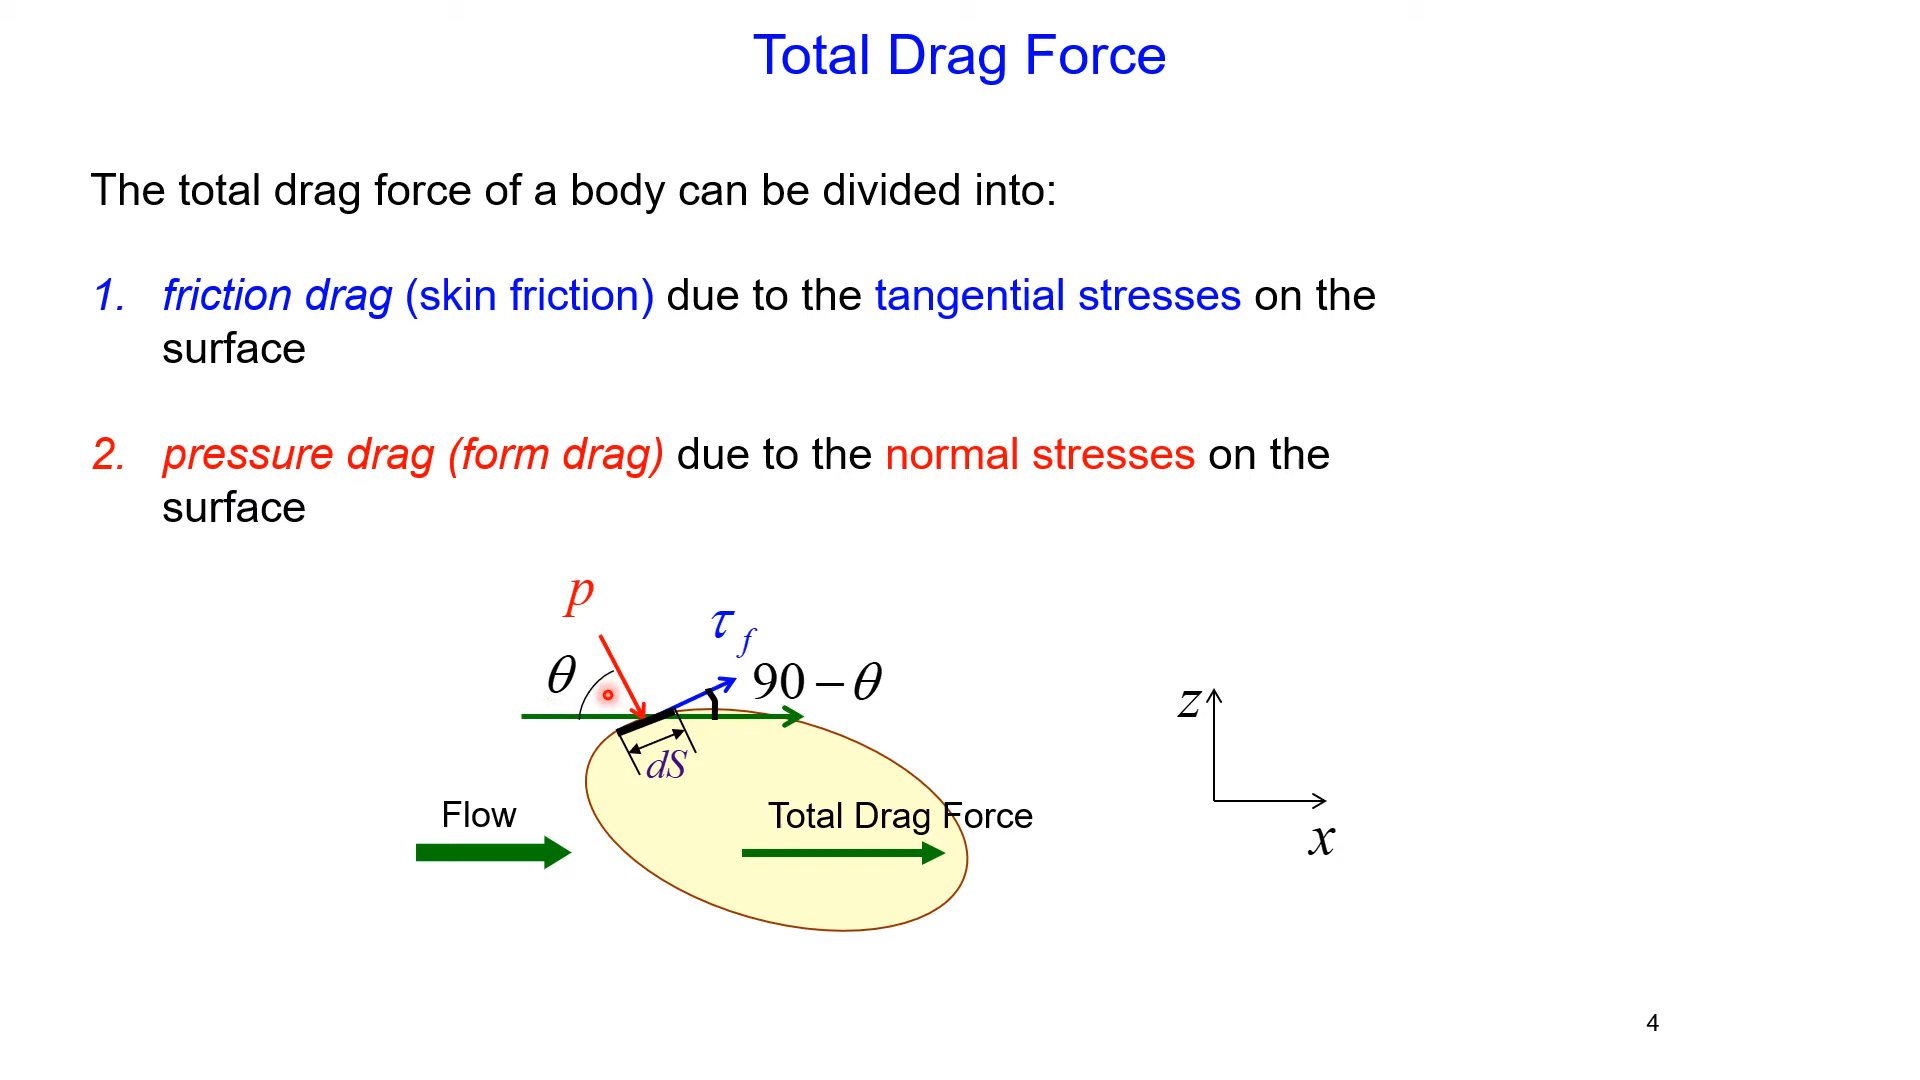 Total Drag Force
The total drag force of a body can be divided into:
1. friction drag (skin friction) due to the tangential stresses on the
surface
2. pressure drag (form drag) due to the normal stresses on the
surface
p
τ f
θ
90 – θ
dS
z
Flow
Total Drag Force
x
4